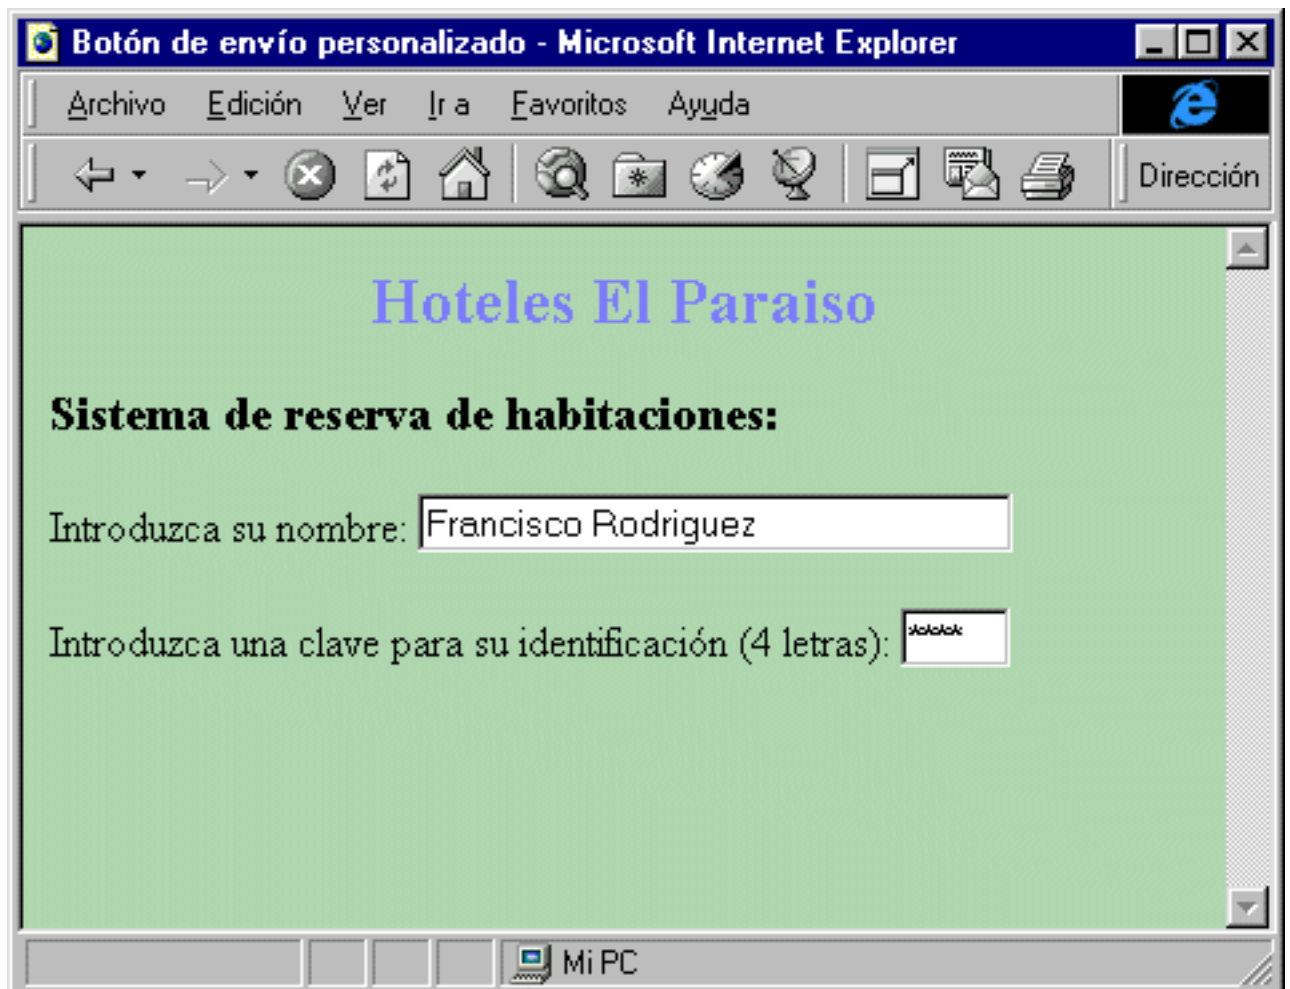 Botón de envío personalizado - Microsoft Internet Explorer
Archivo Edición Ver Ir a Favoritos Ayuda
Dirección
Hoteles El Paraiso
Sistema de reserva de habitaciones:
Introduzca su nombre: Francisco Rodriguez
Introduzca una clave para su identificación (4 letras): ****
Mi PC